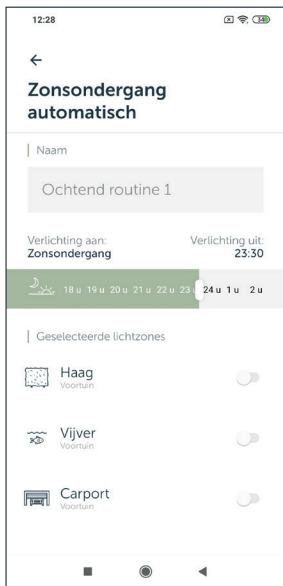 12:28
34
Zonsondergang
automatisch
Naam
Ochtend routine 1
Verlichting aan: Verlichting uit:
Zonsondergang 23:30
18 u 19 u 20 u 21 u 22 u 23 u 24 u 1 u 2 u
Geselecteerde lichtzones
Haag
Voortuin
Vijver
Voortuin
Carport
Voortuin